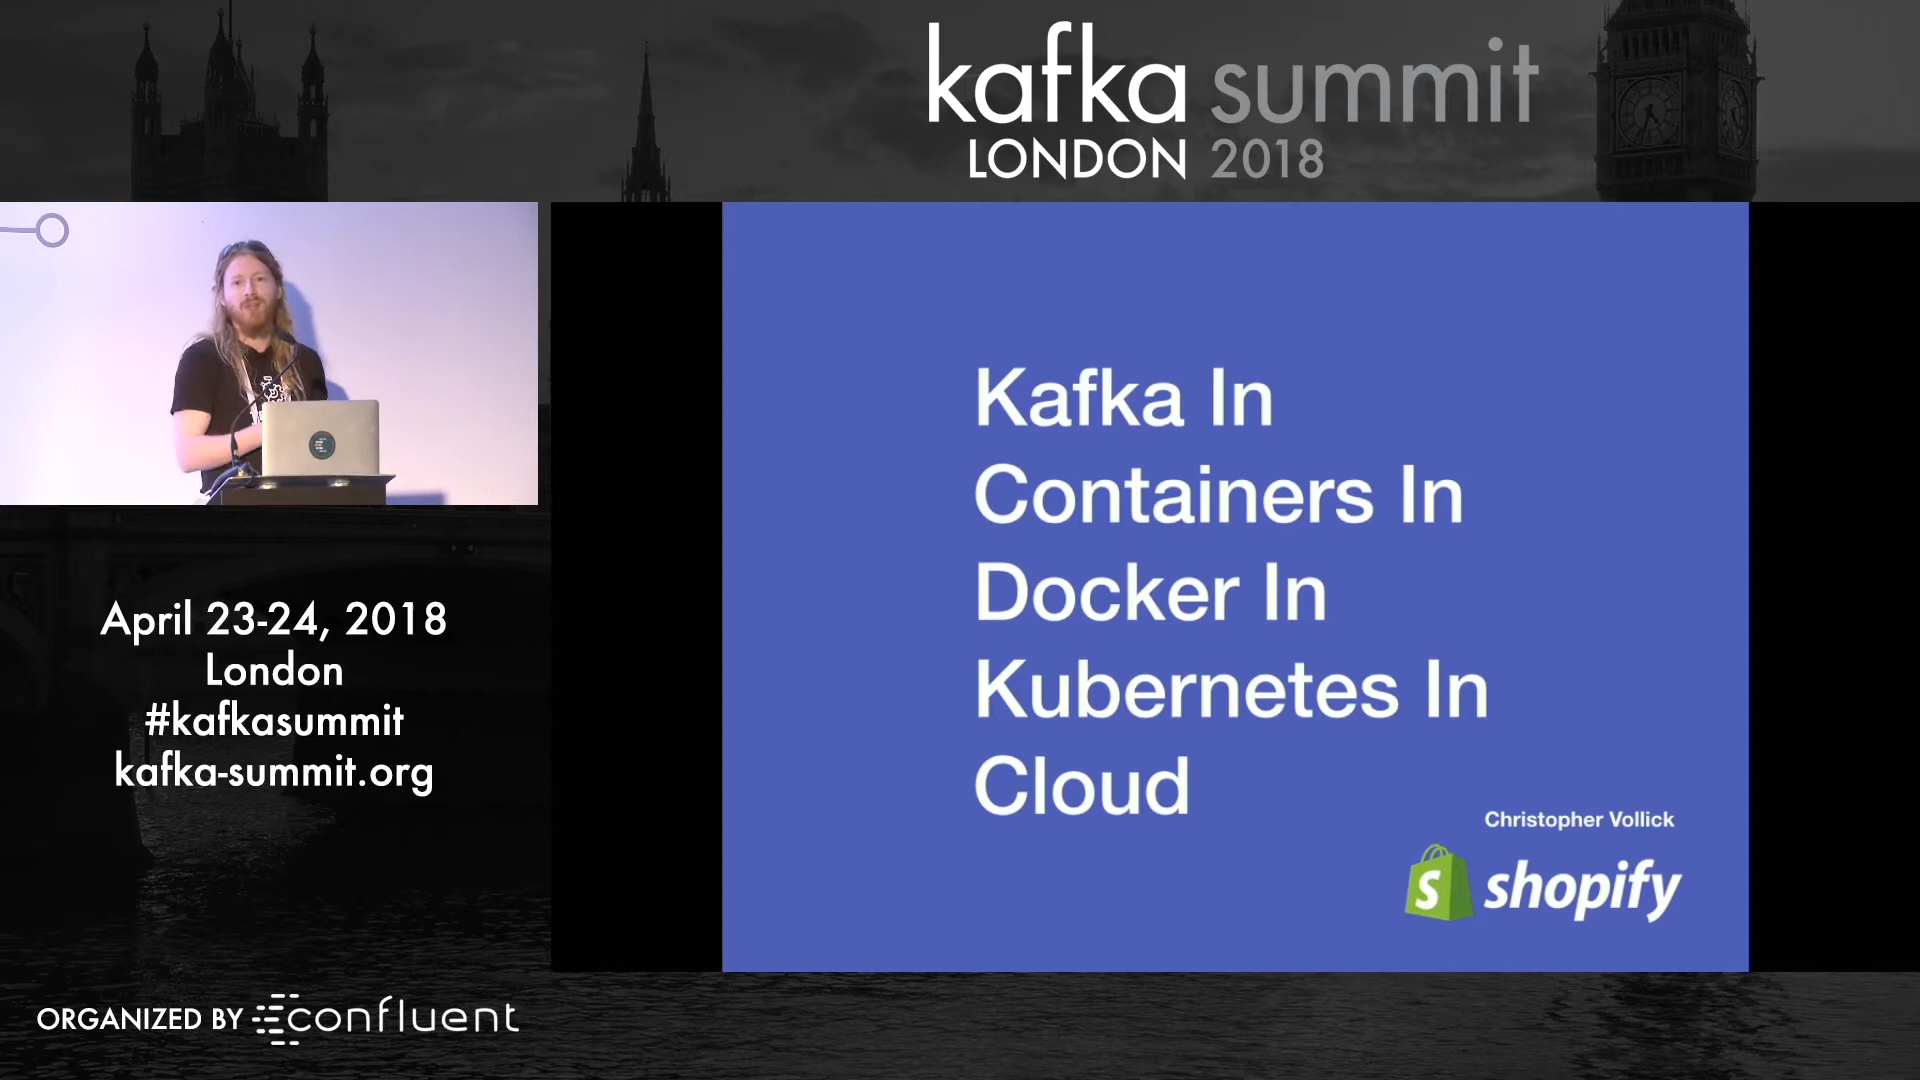 kafka summit
LONDON 2018
Kafka In
Containers In
Docker In
Kubernetes In
Cloud
Christopher Vollick
shopify
April 23-24, 2018
London
#kafkasummit
kafka-summit.org
ORGANIZED BY confluent